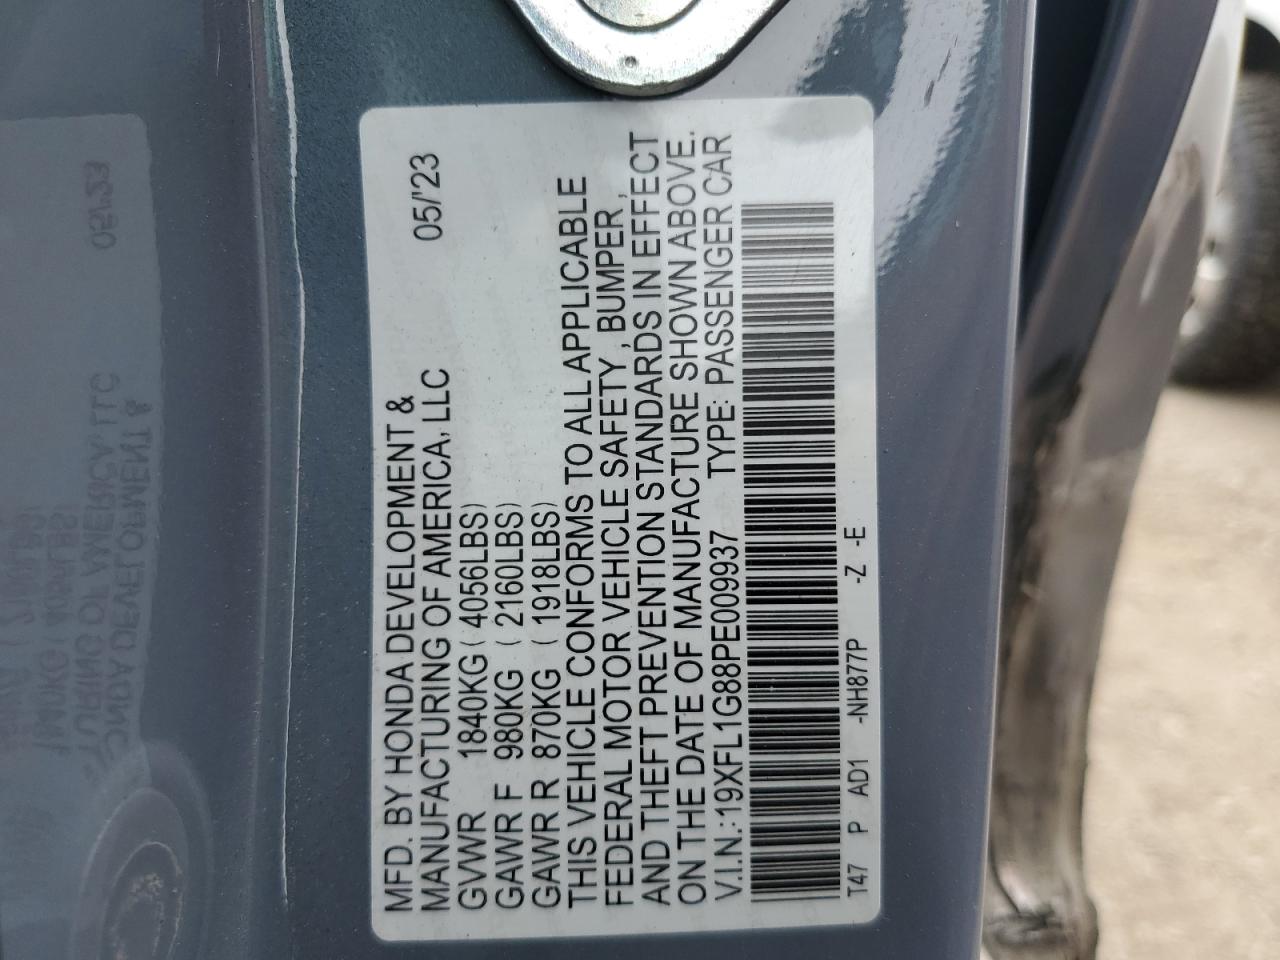 MFD. BY HONDA DEVELOPMENT &
MANUFACTURING OF AMERICA, LLC 05/'23
GVWR 1840KG ( 4056LBS)
GAWR F 980KG ( 2160LBS)
GAWR R 870KG ( 1918LBS)
THIS VEHICLE CONFORMS TO ALL APPLICABLE
FEDERAL MOTOR VEHICLE SAFETY , BUMPER ,
AND THEFT PREVENTION STANDARDS IN EFFECT
ON THE DATE OF MANUFACTURE SHOWN ABOVE.
V.I.N.:19XFL1G88PE009937 TYPE: PASSENGER CAR
T47 P AD1 -NH877P -Z -E